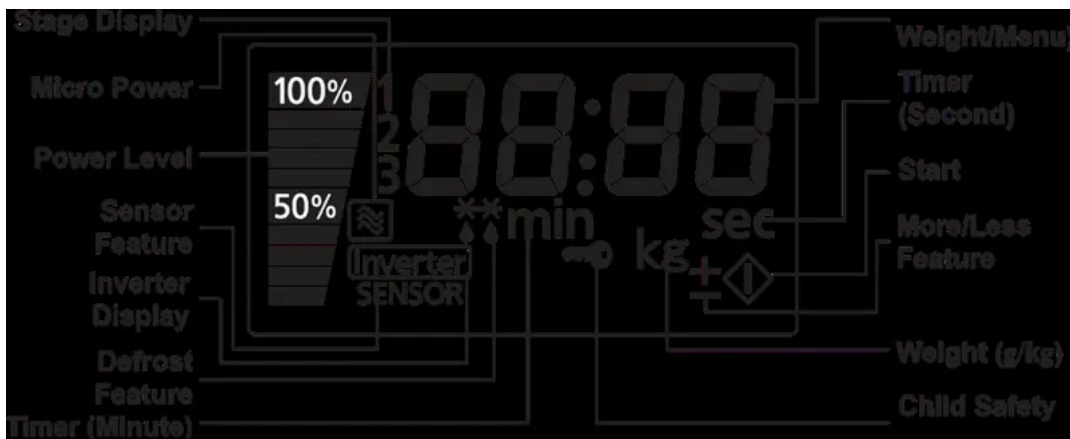 Stage Display
Micro Power
Power Level
Sensor
Feature
Inverter
Display
Defrost
Feature
Timer (Minute)
100%
50%
1
2
3
88:88
min
sec
kg
Inverter
SENSOR
Weight/Menu
Timer
(Second)
Start
More/Less
Feature
Weight (g/kg)
Child Safety